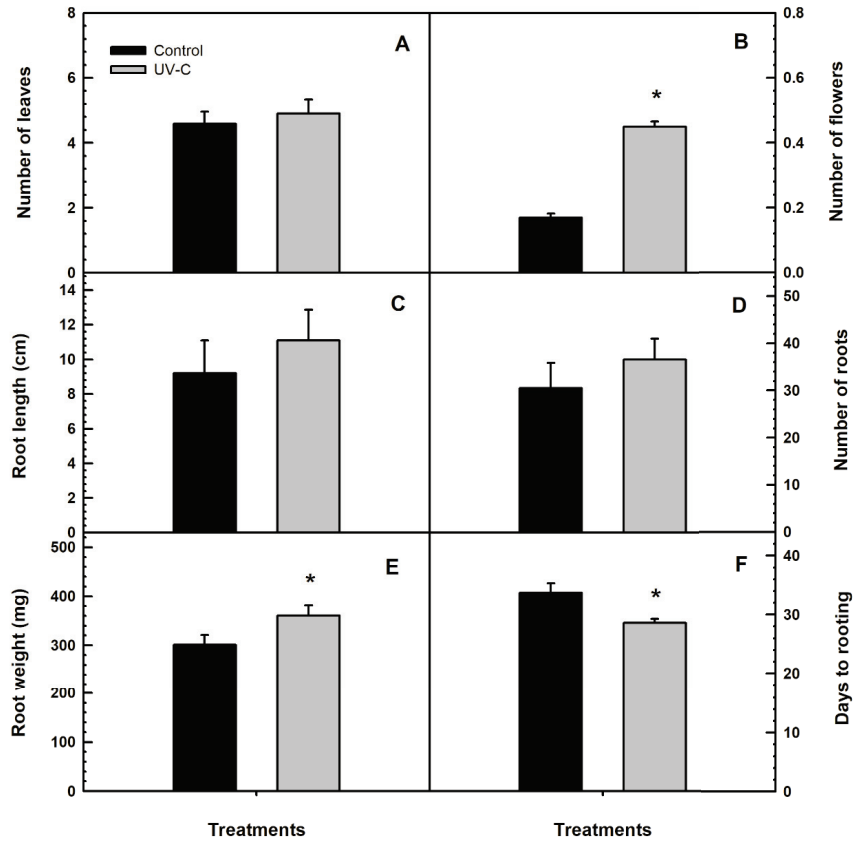 A
B
Control
UV-C
*
Number of leaves
8
6
4
2
0
Number of flowers
0.8
0.6
0.4
0.2
0.0
C
D
Root length (cm)
14
12
10
8
6
4
2
0
Number of roots
50
40
30
20
10
0
E
F
*
*
Root weight (mg)
500
400
300
200
100
0
Days to rooting
40
30
20
10
0
Treatments
Treatments